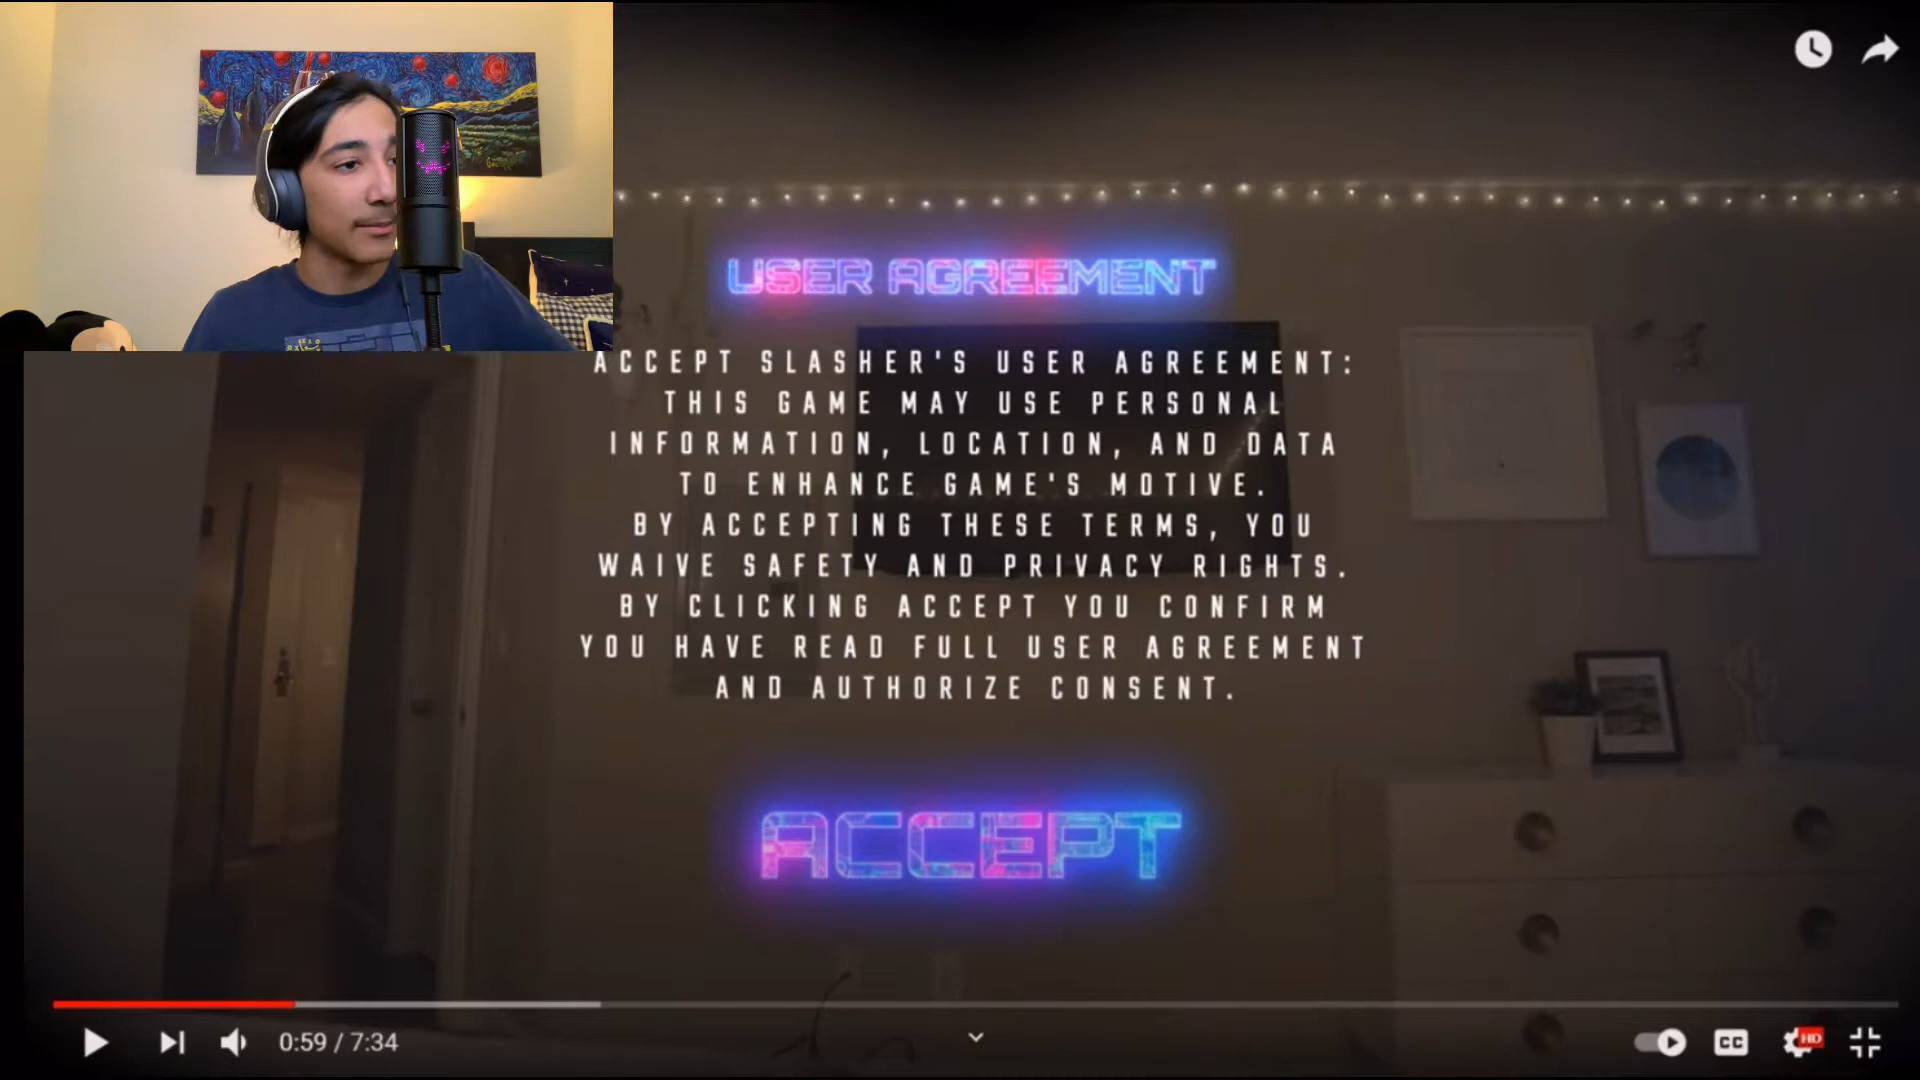 USER AGREEMENT
ACCEPT SLASHER'S USER AGREEMENT:
THIS GAME MAY USE PERSONAL
INFORMATION, LOCATION, AND DATA
TO ENHANCE GAME'S MOTIVE.
BY ACCEPTING THESE TERMS, YOU
WAIVE SAFETY AND PRIVACY RIGHTS.
BY CLICKING ACCEPT YOU CONFIRM
YOU HAVE READ FULL USER AGREEMENT
AND AUTHORIZE CONSENT.
ACCEPT
0:59 / 7:34
CC
HD